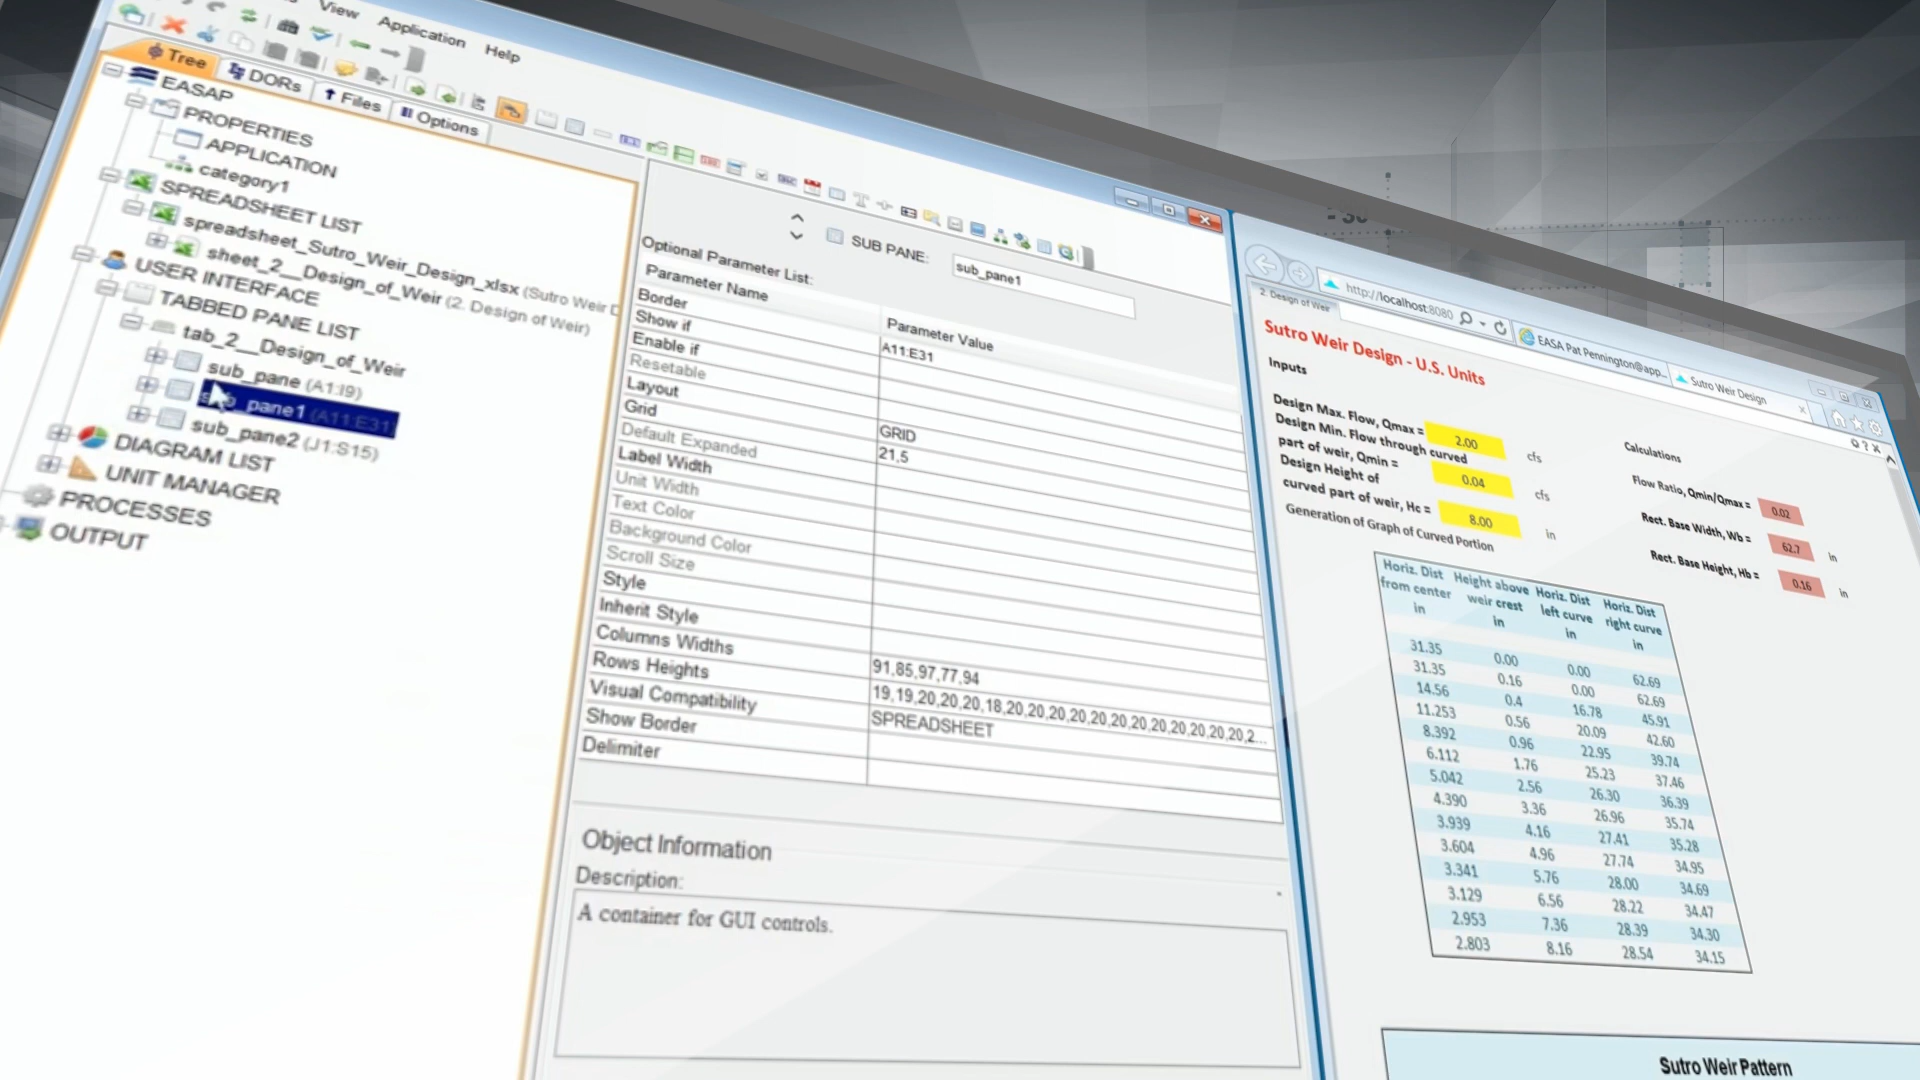 View Application Help
Tree DORs Files Options
EASAP
PROPERTIES
APPLICATION
category1
SPREADSHEET LIST
spreadsheet_Sutro_Weir_Design_xlsx (Sutro Weir D
sheet_2__Design_of_Weir (2. Design of Weir)
USER INTERFACE
TABBED PANE LIST
tab_2__Design_of_Weir
sub_pane (A1:I9)
sub_pane1 (A11:E31)
sub_pane2 (J1:S15)
DIAGRAM LIST
UNIT MANAGER
PROCESSES
OUTPUT
SUB PANE: sub_pane1
Optional Parameter List:
Parameter Name Parameter Value
Border A11:E31
Show if
Enable if
Resetable
Layout GRID
Grid 21,5
Default Expanded
Label Width
Unit Width
Text Color
Background Color
Scroll Size
Style
Inherit Style
Columns Widths 91,85,97,77,94
Rows Heights 19,19,20,20,20,18,20,20,20,20,20,20,20,20,20,20,20,20,2...
Visual Compatibility SPREADSHEET
Show Border
Delimiter
Object Information
Description:
A container for GUI controls.
http://localhost:8080
EASA Pat Pennington@app...
Sutro Weir Design
2. Design of Weir
Sutro Weir Design - U.S. Units
Inputs
Design Max. Flow, Qmax = 2.00 cfs
Design Min. Flow through curved
part of weir, Qmin = 0.04 cfs
Design Height of
curved part of weir, Hc = 8.00 in
Generation of Graph of Curved Portion
Calculations
Flow Ratio, Qmin/Qmax = 0.02
Rect. Base Width, Wb = 62.7 in
Rect. Base Height, Hb = 0.16 in
Horiz. Dist Height above Horiz. Dist Horiz. Dist
from center weir crest left curve right curve
in in in in
31.35 0.00 0.00 62.69
31.35 0.16 0.00 62.69
14.56 0.4 16.78 45.91
11.253 0.56 20.09 42.60
8.392 0.96 22.95 39.74
6.112 1.76 25.23 37.46
5.042 2.56 26.30 36.39
4.390 3.36 26.96 35.74
3.939 4.16 27.41 35.28
3.604 4.96 27.74 34.95
3.341 5.76 28.00 34.69
3.129 6.56 28.22 34.47
2.953 7.36 28.39 34.30
2.803 8.16 28.54 34.15
Sutro Weir Pattern